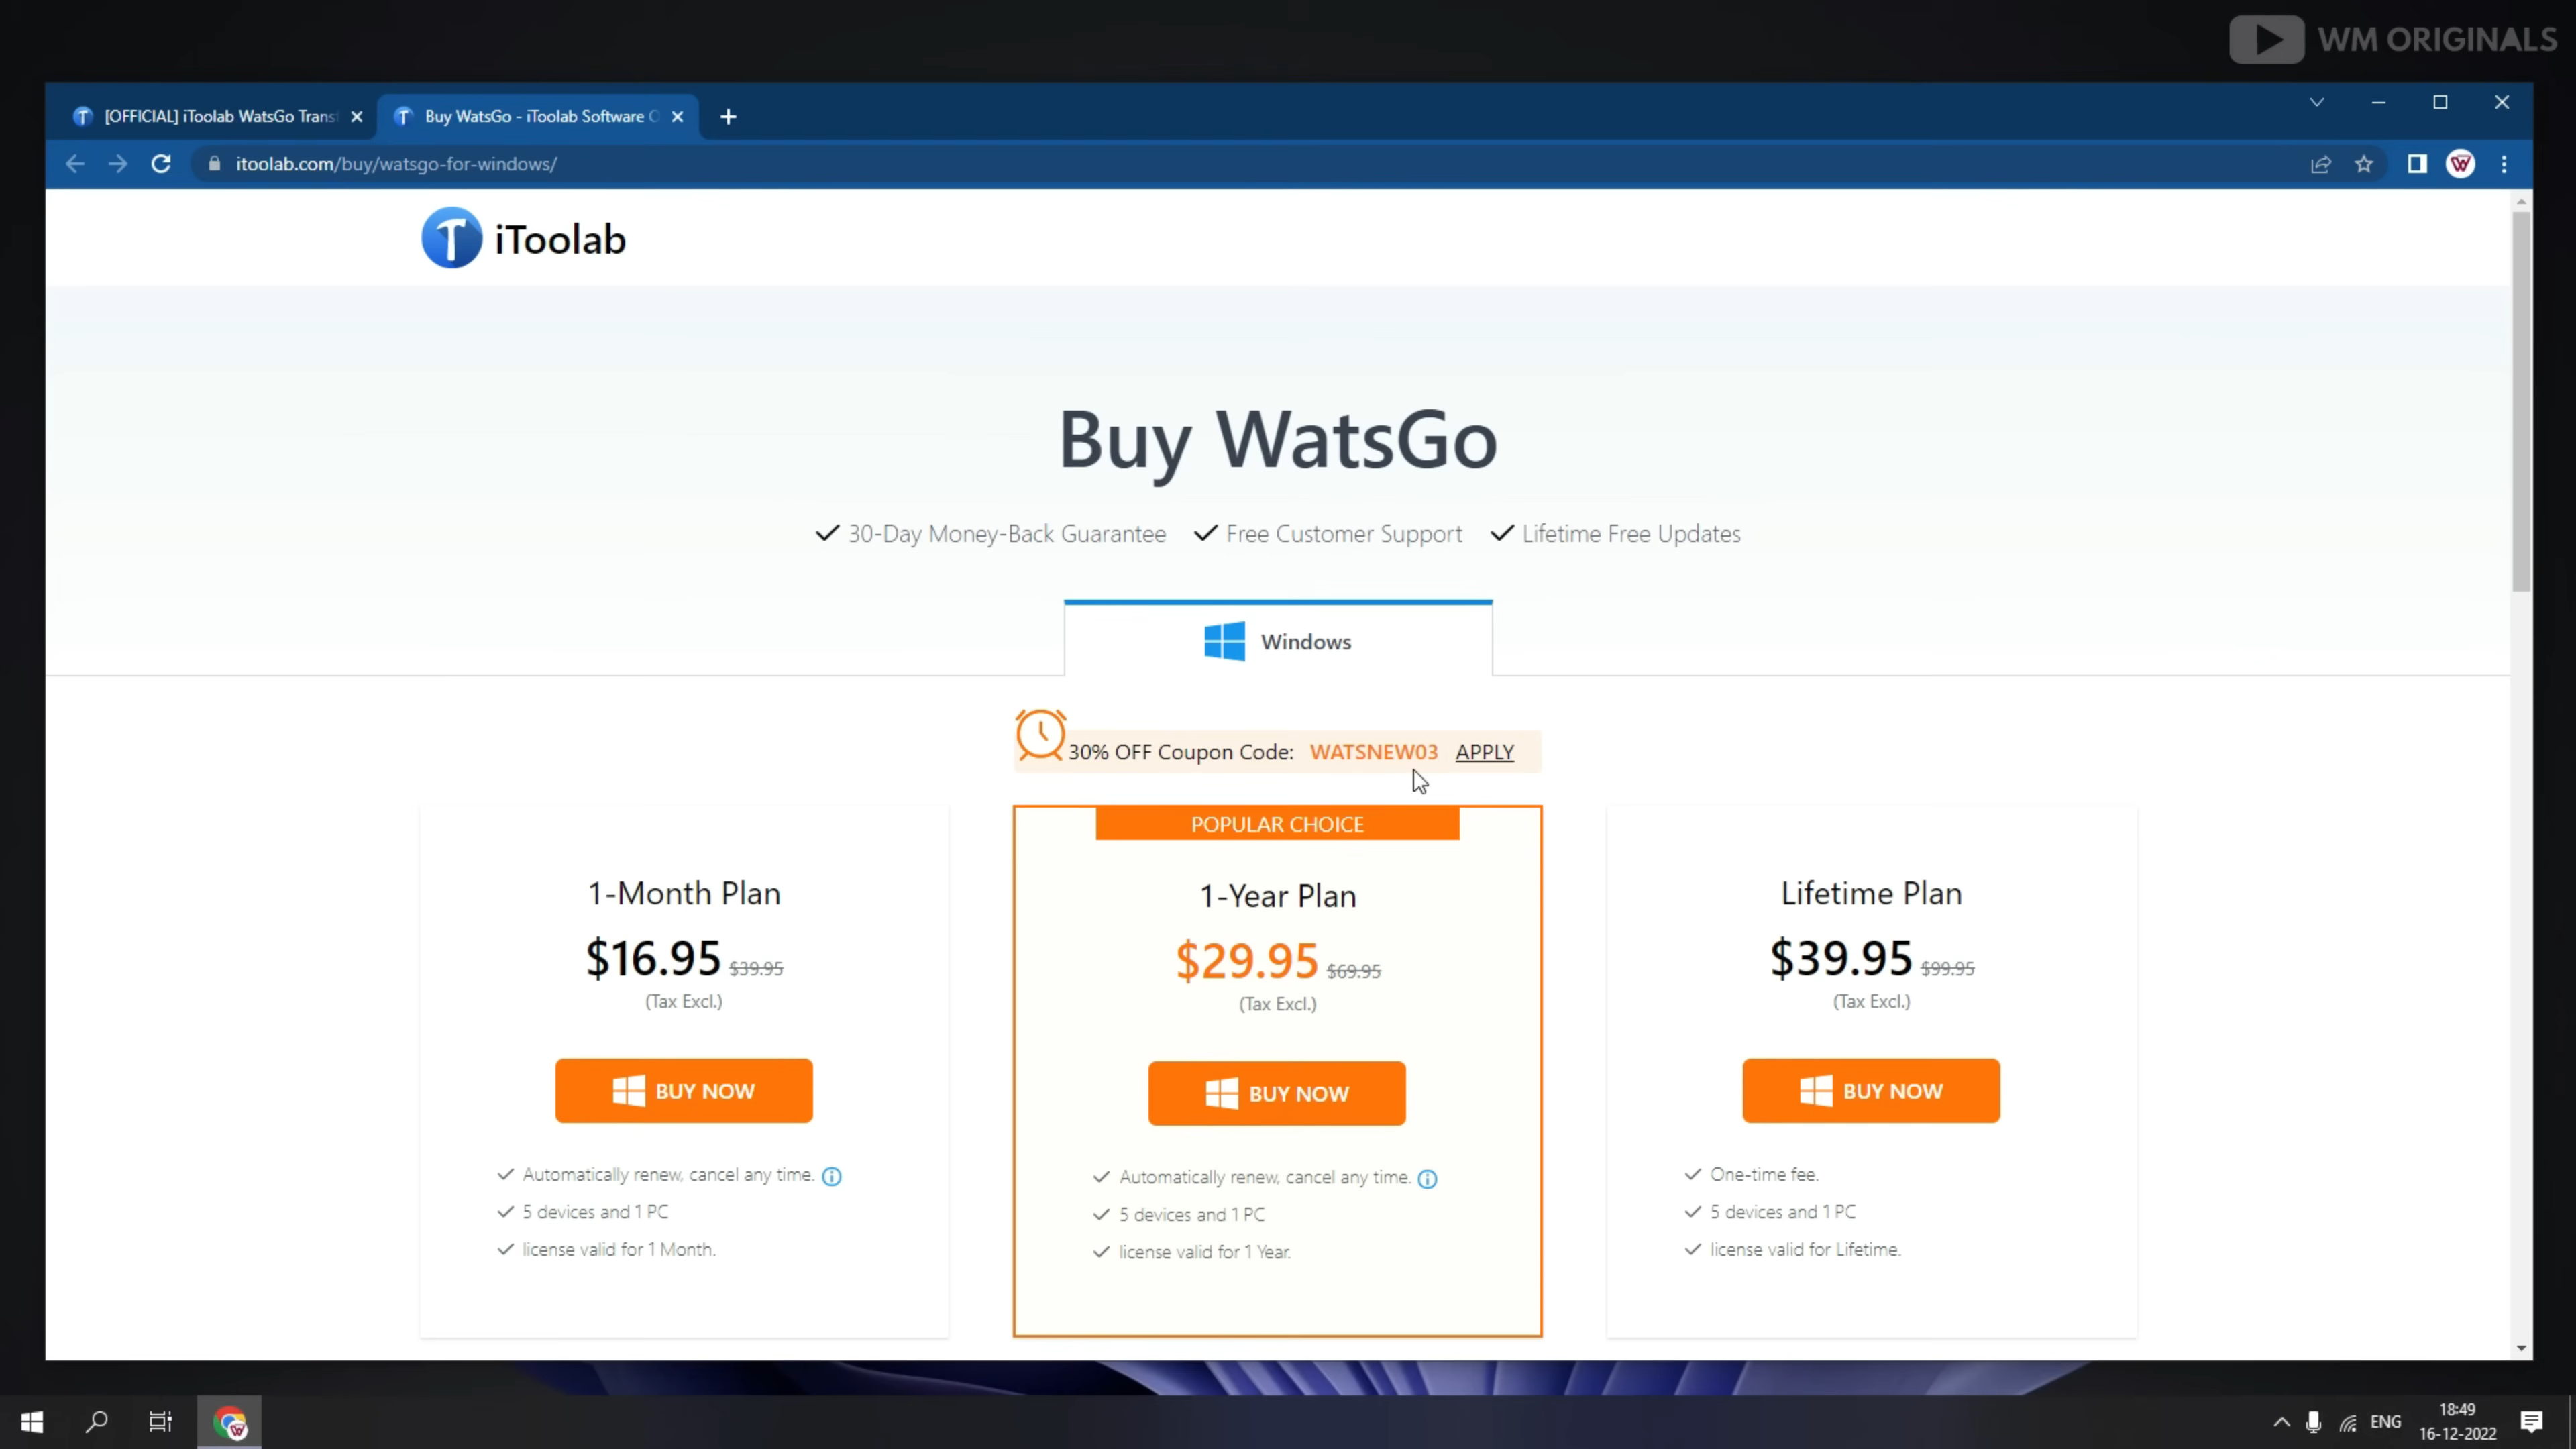 WM ORIGINALS
[OFFICIAL] iToolab WatsGo Trans
Buy WatsGo - iToolab Software
itoolab.com/buy/watsgo-for-windows/
iToolab
Buy WatsGo
30-Day Money-Back Guarantee Free Customer Support Lifetime Free Updates
Windows
30% OFF Coupon Code: WATSNEW03 APPLY
POPULAR CHOICE
1-Month Plan
$16.95 $39.95
(Tax Excl.)
BUY NOW
Automatically renew, cancel any time.
5 devices and 1 PC
license valid for 1 Month.
1-Year Plan
$29.95 $69.95
(Tax Excl.)
BUY NOW
Automatically renew, cancel any time.
5 devices and 1 PC
license valid for 1 Year.
Lifetime Plan
$39.95 $99.95
(Tax Excl.)
BUY NOW
One-time fee.
5 devices and 1 PC
license valid for Lifetime.
ENG
18:49
16-12-2022